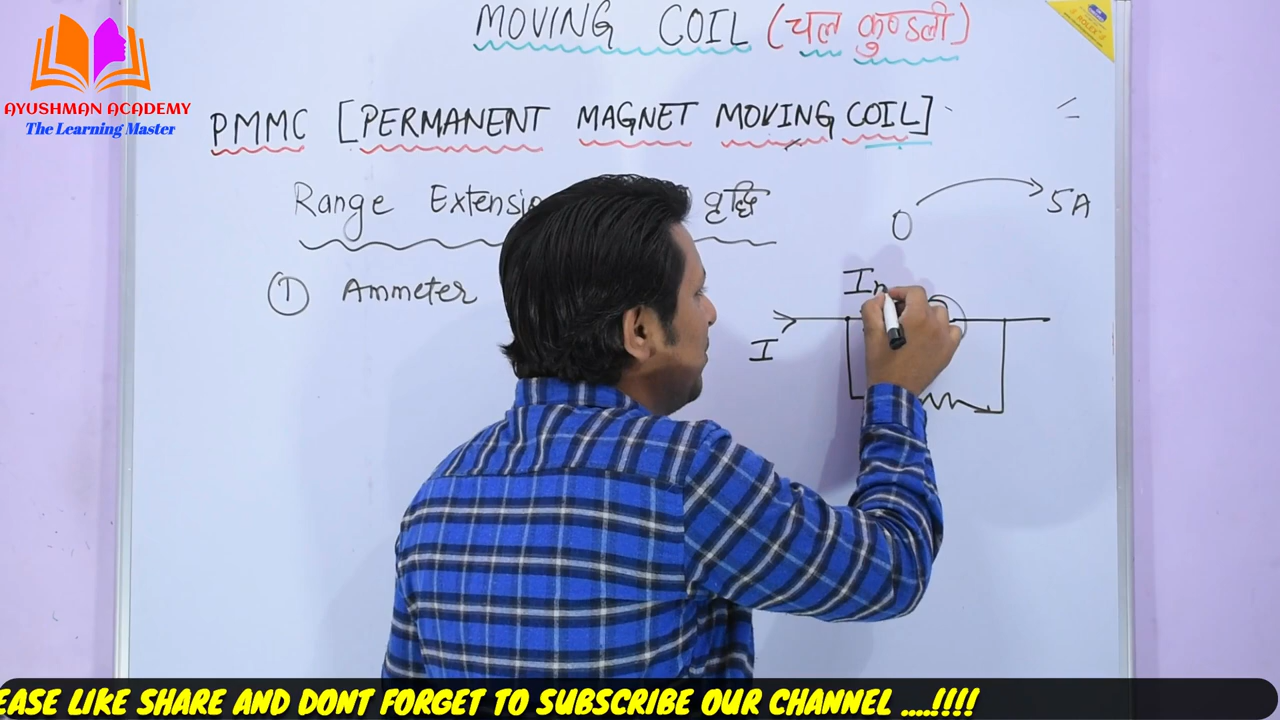 MOVING COIL (चल कुण्डली)
AYUSHMAN ACADEMY
The Learning Master
PMMC [PERMANENT MAGNET MOVING COIL]
Range Extensio वृद्धि
0 5A
① Ammeter
Im
I
EASE LIKE SHARE AND DONT FORGET TO SUBSCRIBE OUR CHANNEL ....!!!!